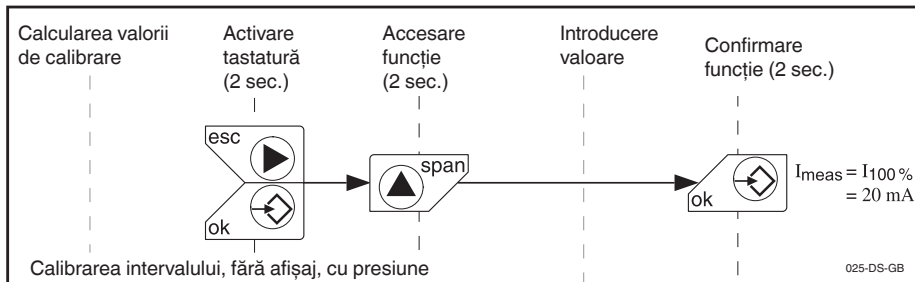 Calcularea valorii
de calibrare
Activare
tastatură
(2 sec.)
Accesare
funcție
(2 sec.)
Introducere
valoare
Confirmare
funcție (2 sec.)
esc
ok
span
ok
Imeas = I100 %
= 20 mA
Calibrarea intervalului, fără afișaj, cu presiune
025-DS-GB